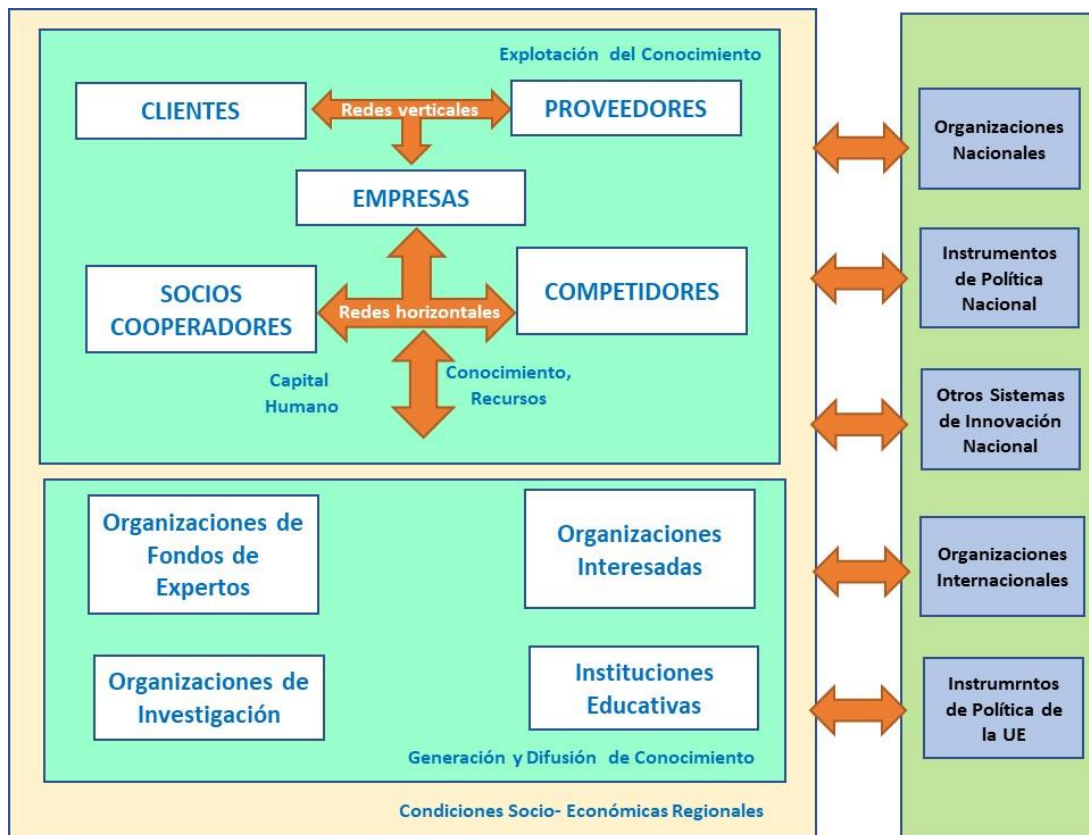 Explotación del Conocimiento
CLIENTES
Redes verticales
PROVEEDORES
EMPRESAS
SOCIOS
COOPERADORES
Redes horizontales
COMPETIDORES
Capital
Humano
Conocimiento,
Recursos
Organizaciones de
Fondos de
Expertos
Organizaciones
Interesadas
Organizaciones de
Investigación
Instituciones
Educativas
Generación y Difusión de Conocimiento
Condiciones Socio- Económicas Regionales
Organizaciones
Nacionales
Instrumentos
de Política
Nacional
Otros Sistemas
de Innovación
Nacional
Organizaciones
Internacionales
Instrumrntos
de Política de
la UE